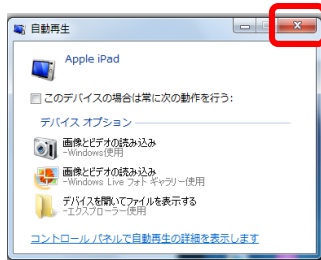 自動再生
Apple iPad
このデバイスの場合は常に次の動作を行う:
デバイス オプション
画像とビデオの読み込み
-Windows使用
画像とビデオの読み込み
-Windows Live フォト ギャラリー使用
デバイスを開いてファイルを表示する
-エクスプローラー使用
コントロール パネルで自動再生の詳細を表示します